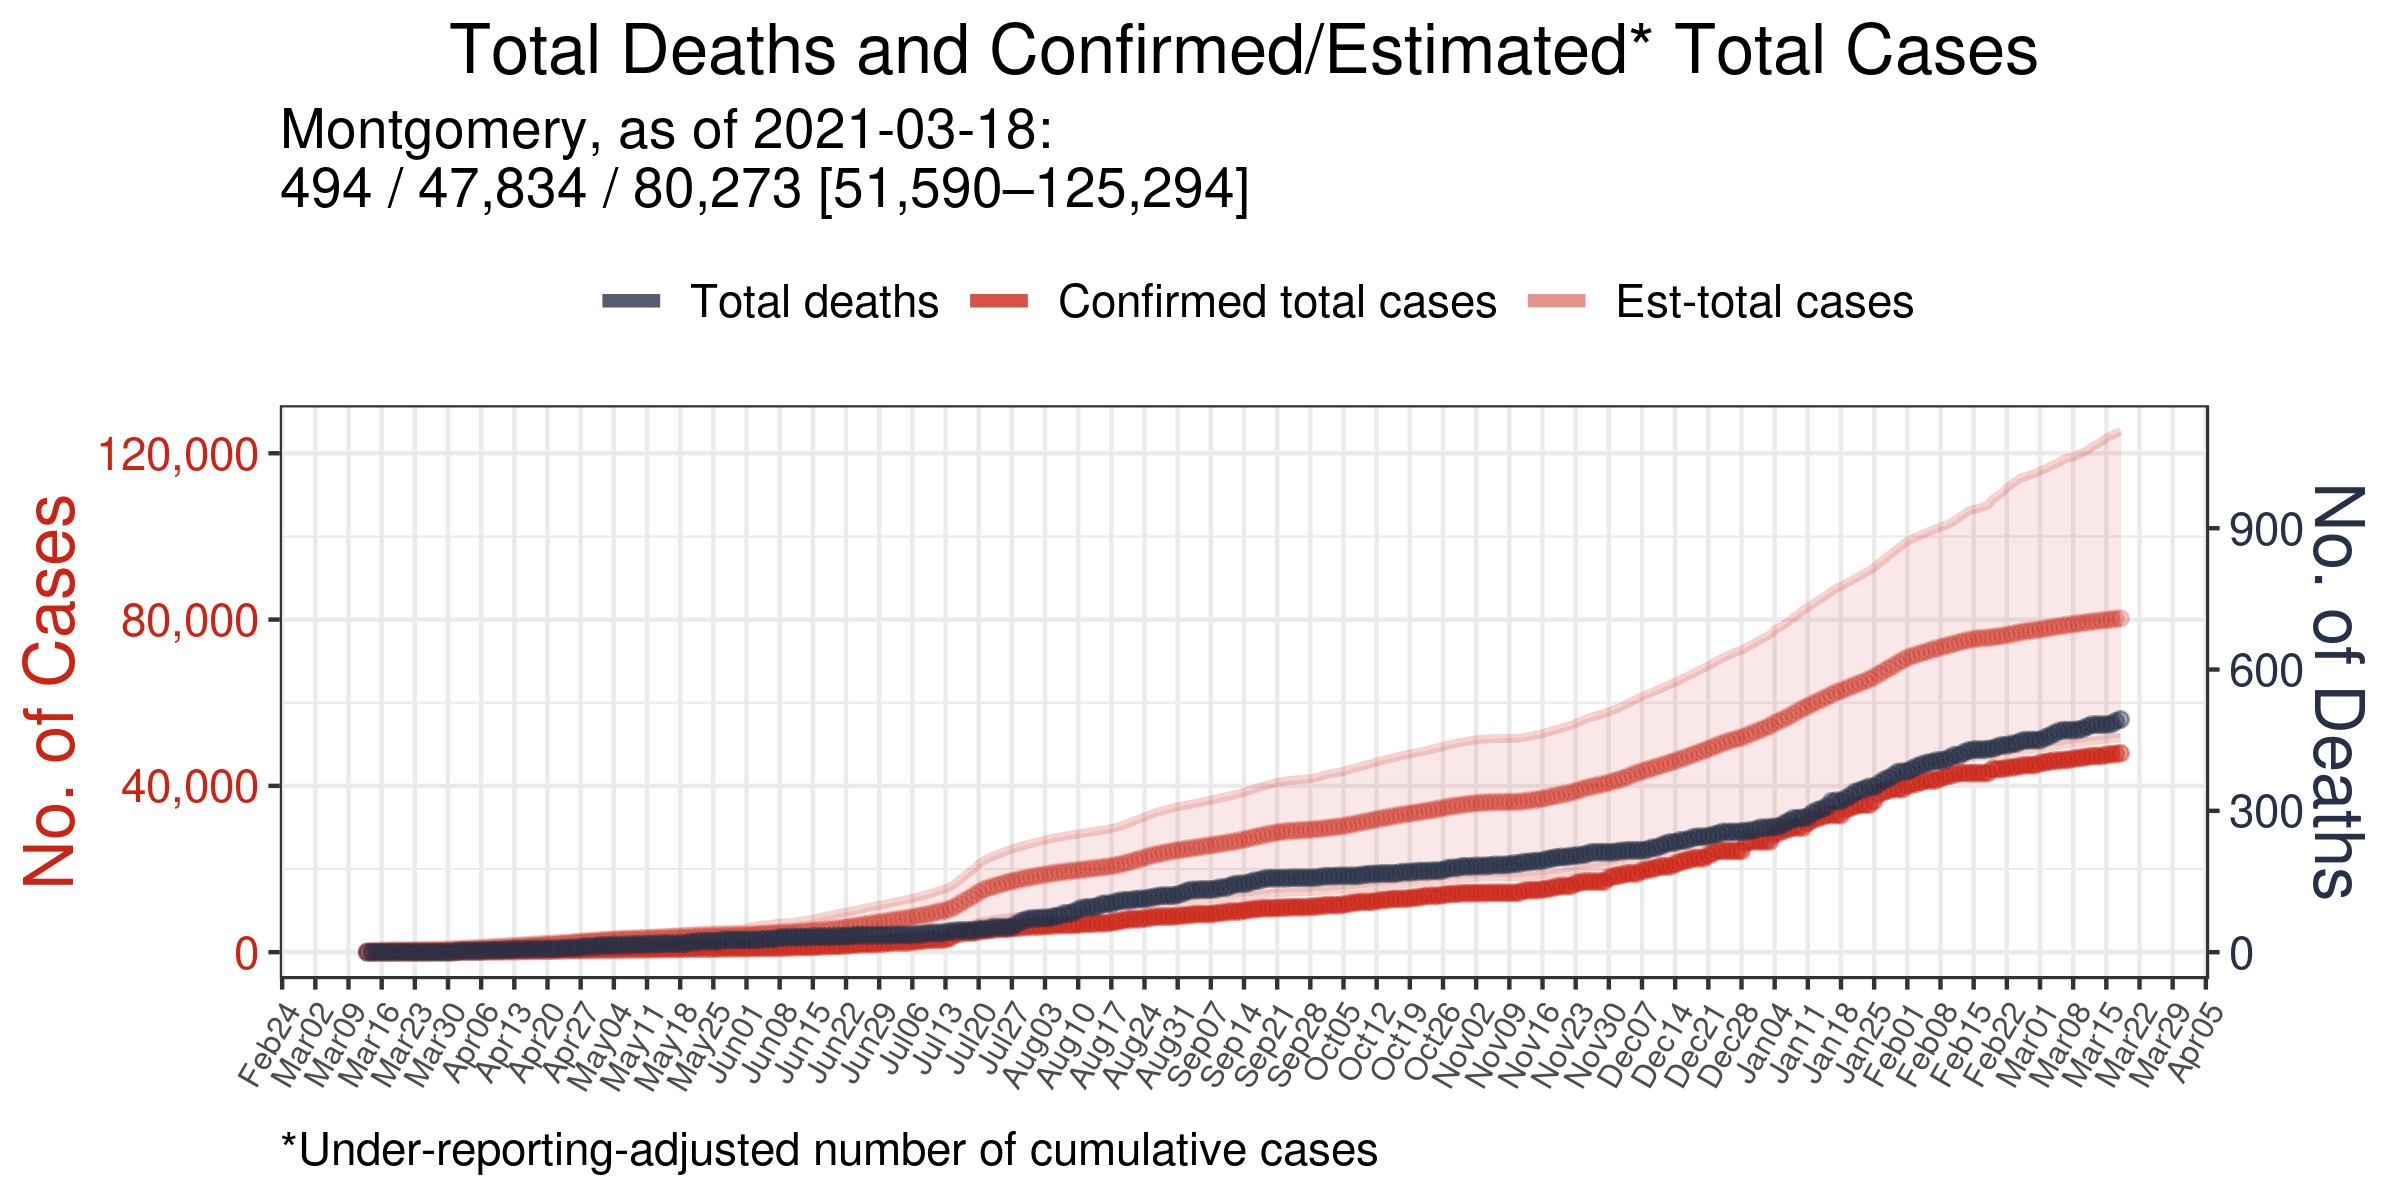 Total Deaths and Confirmed/Estimated* Total Cases
Montgomery, as of 2021-03-18:
494 / 47,834 / 80,273 [51,590–125,294]
Total deaths
Confirmed total cases
Est-total cases
No. of Cases
120,000
80,000
40,000
0
No. of Deaths
900
600
300
0
Feb24
Mar02
Mar09
Mar16
Mar23
Mar30
Apr06
Apr13
Apr20
Apr27
May04
May11
May18
May25
Jun01
Jun08
Jun15
Jun22
Jun29
Jul06
Jul13
Jul20
Jul27
Aug03
Aug10
Aug17
Aug24
Aug31
Sep07
Sep14
Sep21
Sep28
Oct05
Oct12
Oct19
Oct26
Nov02
Nov09
Nov16
Nov23
Nov30
Dec07
Dec14
Dec21
Dec28
Jan04
Jan11
Jan18
Jan25
Feb01
Feb08
Feb15
Feb22
Mar01
Mar08
Mar15
Mar22
Mar29
Apr05
*Under-reporting-adjusted number of cumulative cases